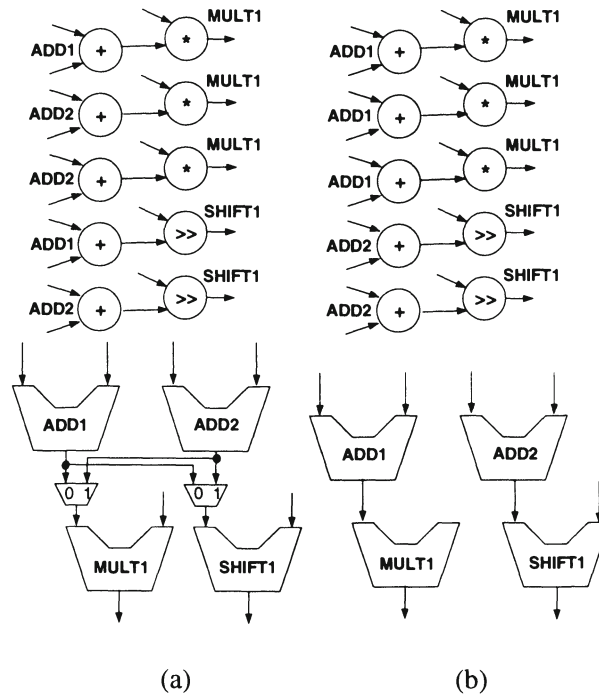 MULT1
ADD1 + *
MULT1
ADD2 + *
MULT1
ADD2 + *
SHIFT1
ADD1 + >>
SHIFT1
ADD2 + >>
ADD1 ADD2
0 1 0 1
MULT1 SHIFT1
(a)
MULT1
ADD1 + *
MULT1
ADD1 + *
MULT1
ADD1 + *
SHIFT1
ADD2 + >>
SHIFT1
ADD2 + >>
ADD1 ADD2
MULT1 SHIFT1
(b)